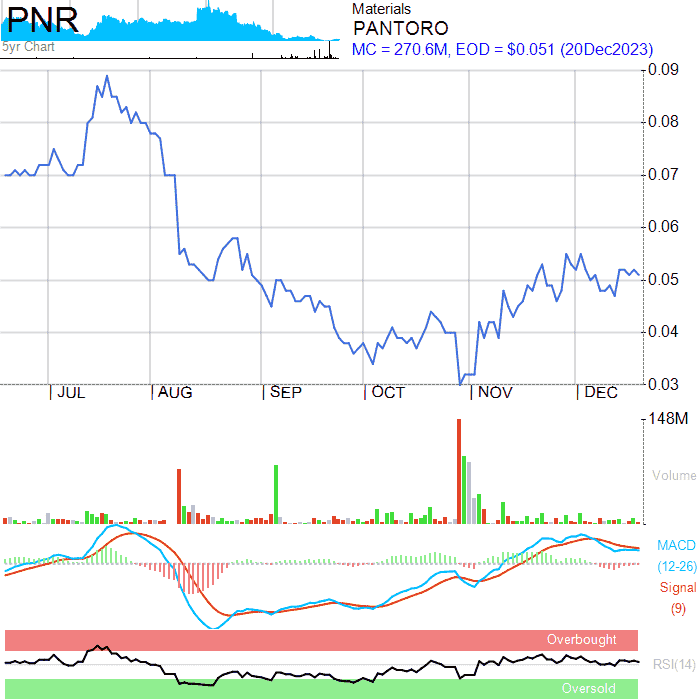 PNR
5yr Chart
Materials
PANTORO
MC = 270.6M, EOD = $0.051 (20Dec2023)
0.09
0.08
0.07
0.06
0.05
0.04
0.03
JUL AUG SEP OCT NOV DEC
148M
Volume
MACD
(12-26)
Signal
(9)
Overbought
RSI(14)
Oversold